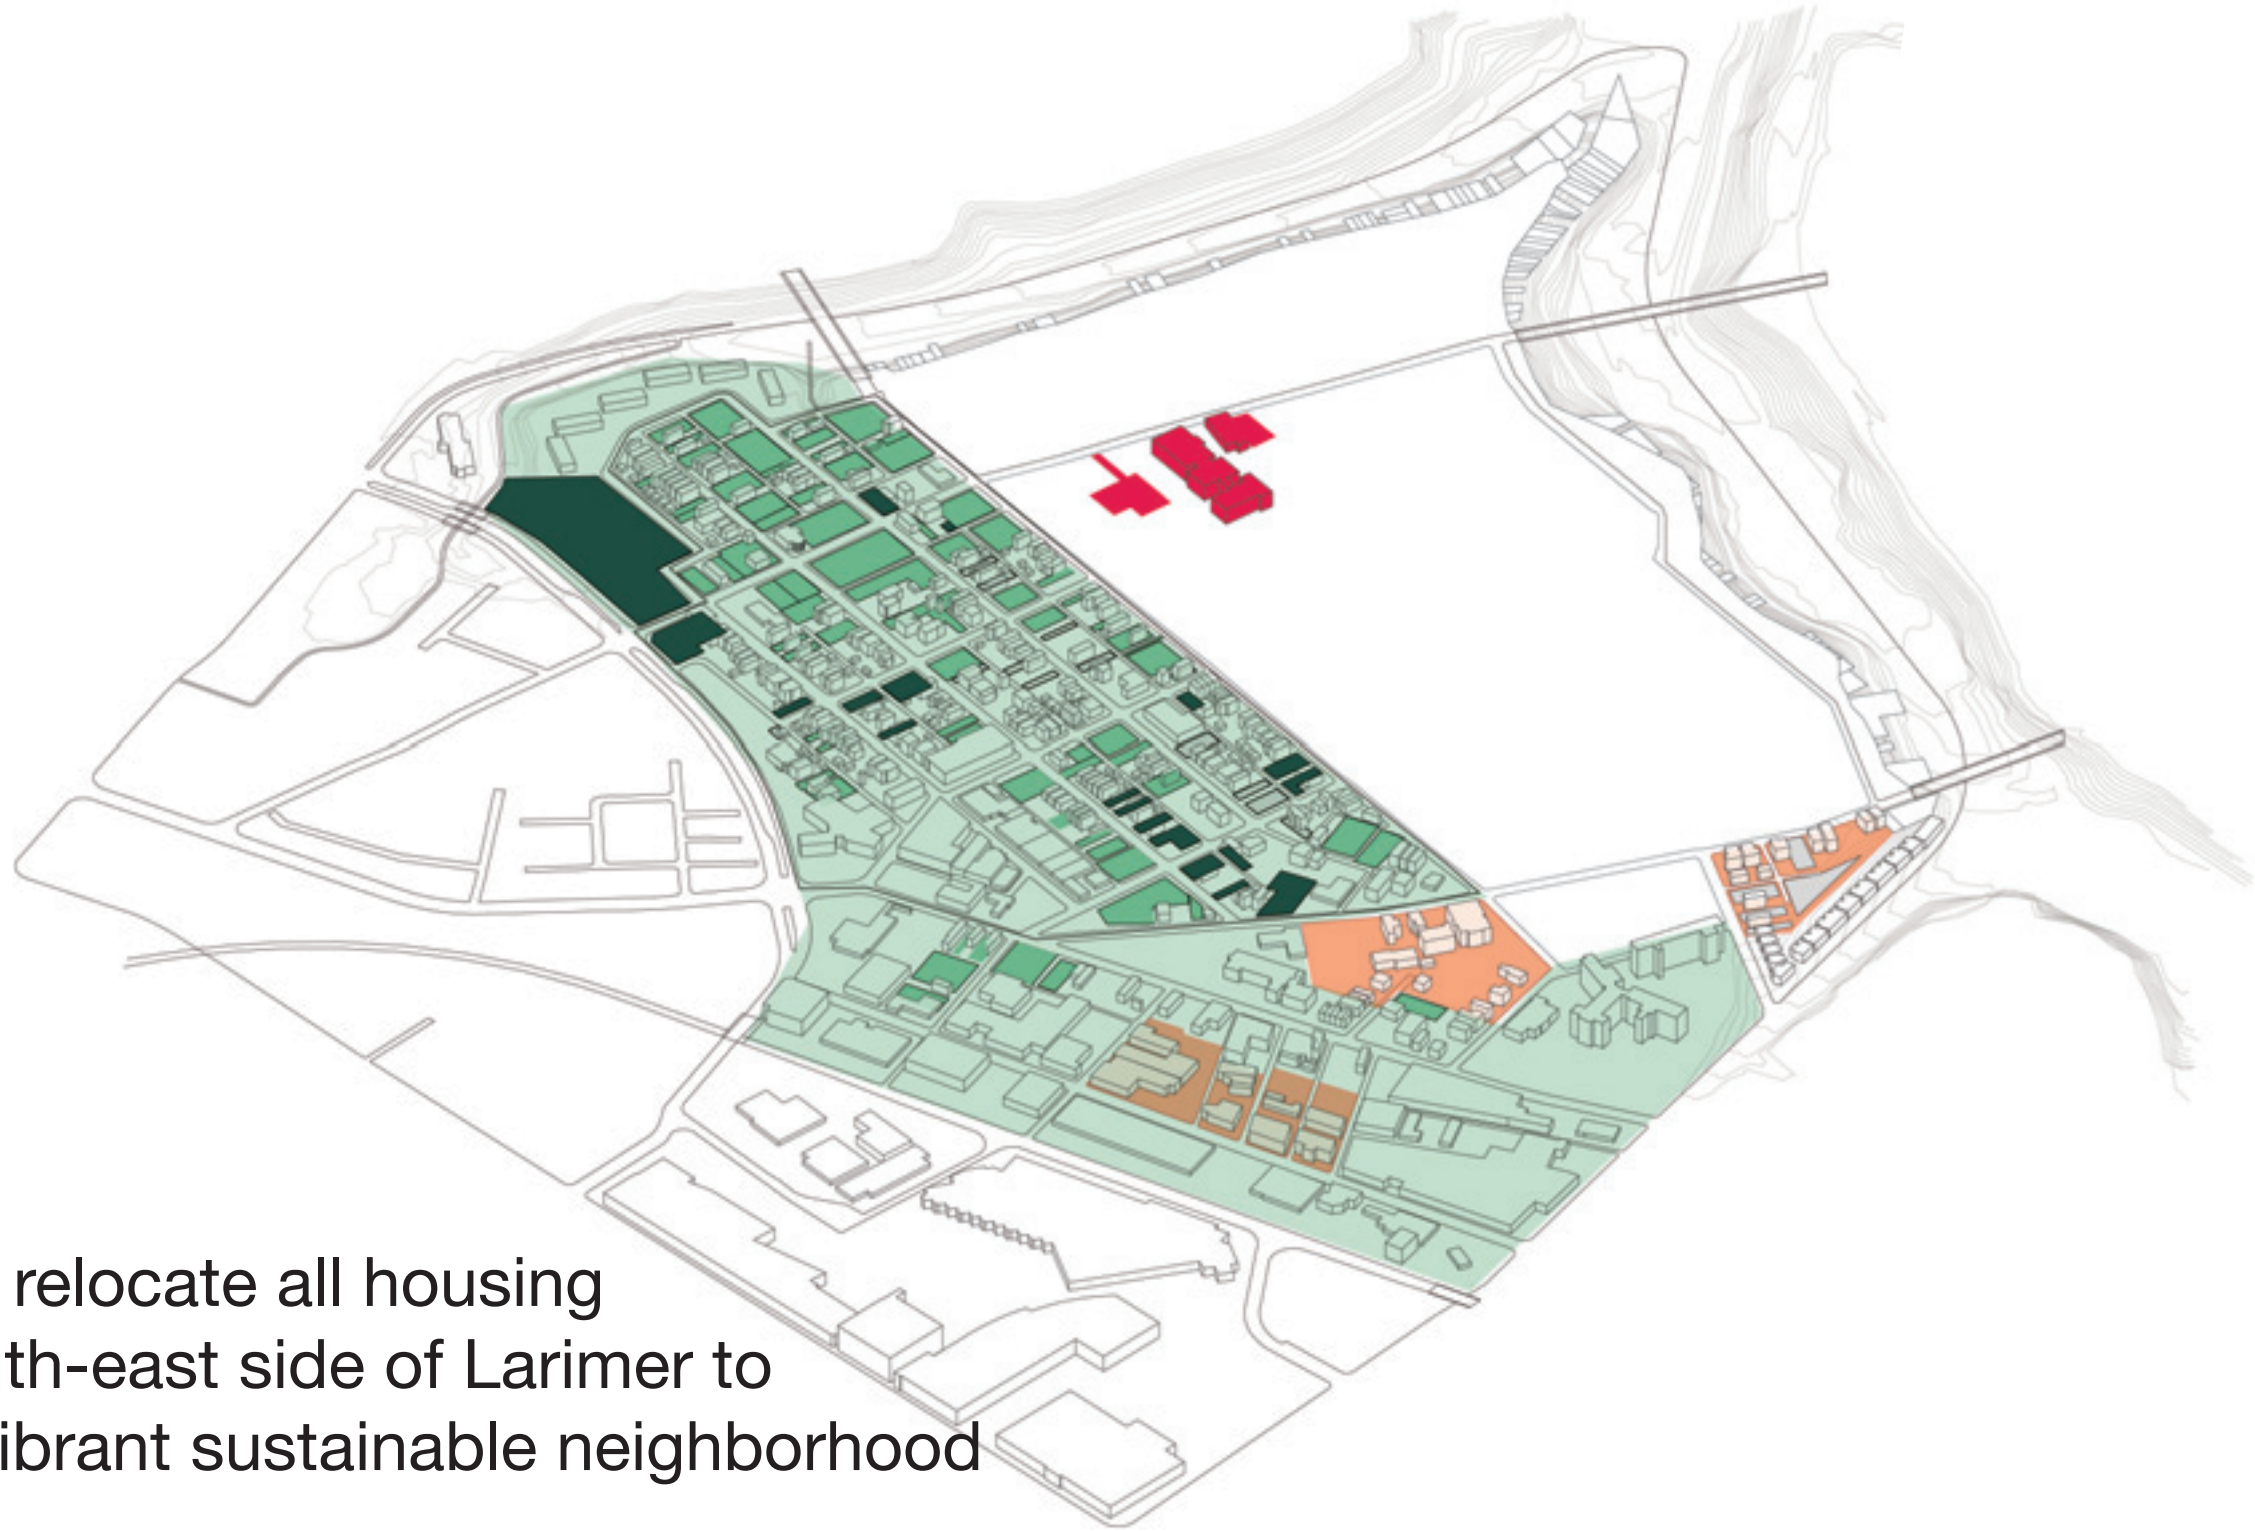 relocate all housing
th-east side of Larimer to
ibrant sustainable neighborhood